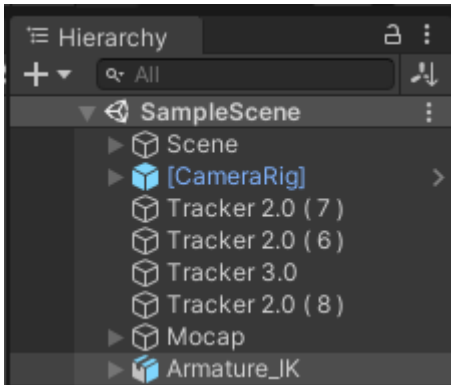 Hierarchy
All
SampleScene
Scene
[CameraRig]
Tracker 2.0 ( 7 )
Tracker 2.0 ( 6 )
Tracker 3.0
Tracker 2.0 ( 8 )
Mocap
Armature_IK